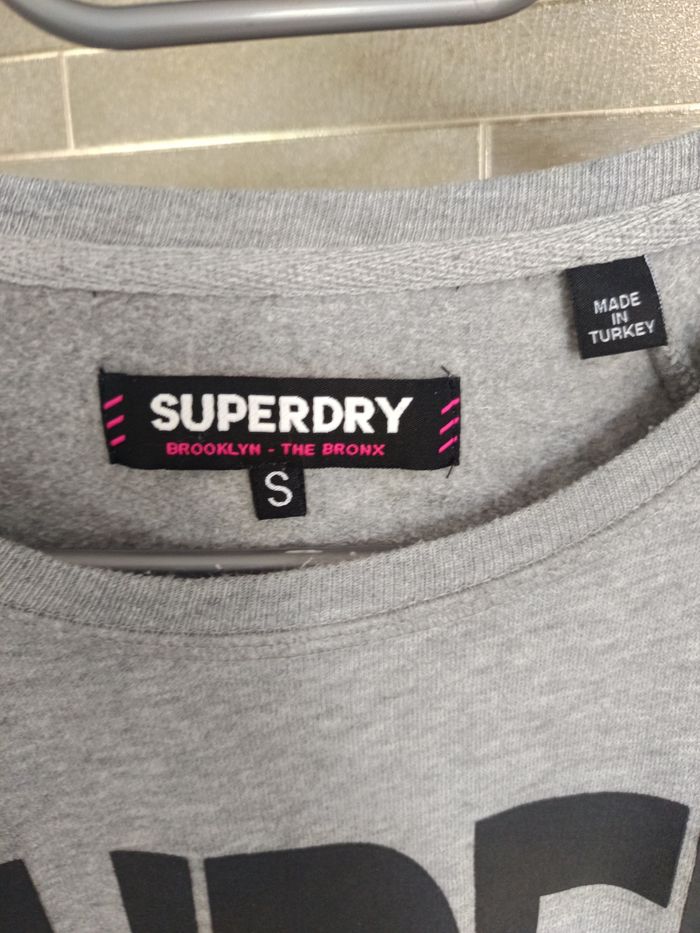 MADE
IN
TURKEY
SUPERDRY
BROOKLYN - THE BRONX
S